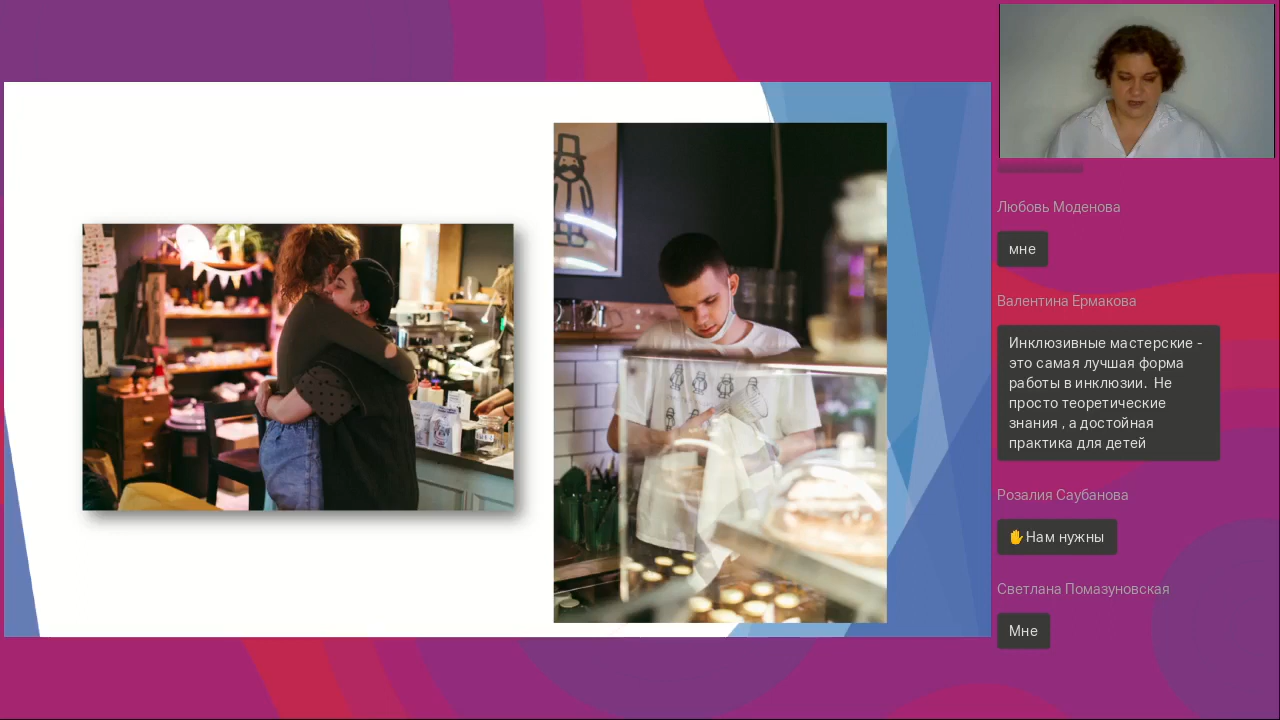 Любовь Моденова
мне
Валентина Ермакова
Инклюзивные мастерские -
это самая лучшая форма
работы в инклюзии. Не
просто теоретические
знания , а достойная
практика для детей
Розалия Саубанова
✋Нам нужны
Светлана Помазуновская
Мне